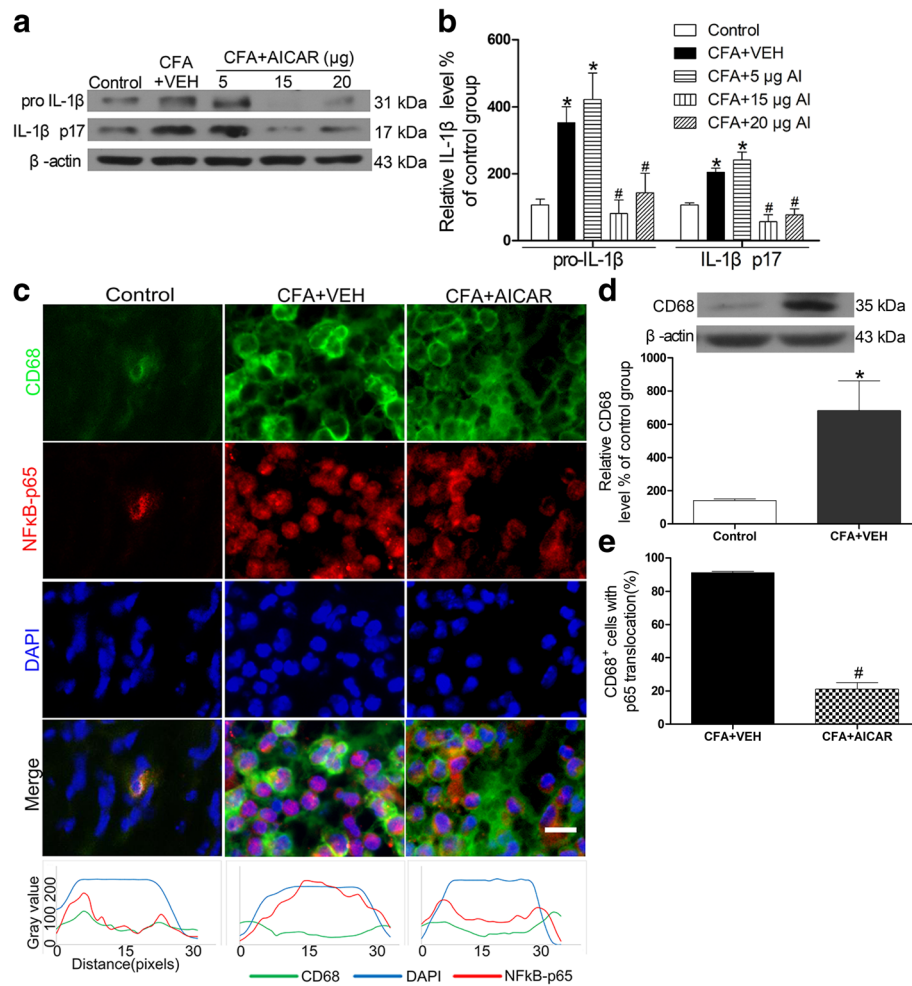 a
Control
CFA
+VEH
CFA+AICAR (µg)
5 15 20
pro IL-1β 31 kDa
IL-1β p17 17 kDa
β -actin 43 kDa
b
Relative IL-1β level %
of control group
600
400
200
0
Control
CFA+VEH
CFA+5 µg AI
CFA+15 µg AI
CFA+20 µg AI
* * # #
* * # #
pro-IL-1β IL-1β p17
c
Control CFA+VEH CFA+AICAR
CD68
NFκB-p65
DAPI
Merge
Gray value
0 100 200
0 15 30
0 15 30
0 15 30
Distance(pixels)
CD68 DAPI NFkB-p65
d
CD68 35 kDa
β -actin 43 kDa
Relative CD68
level % of control group
1000
800
600
400
200
0
*
Control CFA+VEH
e
CD68+ cells with
p65 translocation(%)
100
80
60
40
20
0
#
CFA+VEH CFA+AICAR